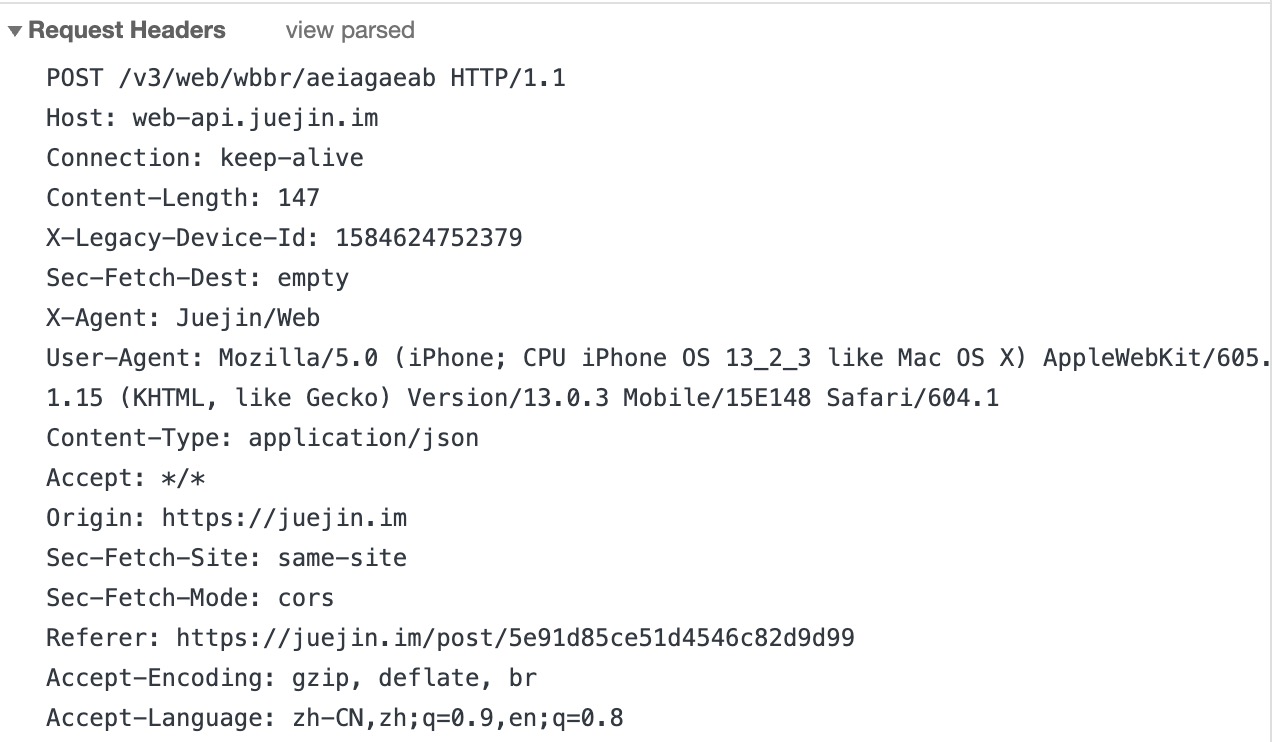 Request Headers view parsed
POST /v3/web/wbbr/aeiagaeab HTTP/1.1
Host: web-api.juejin.im
Connection: keep-alive
Content-Length: 147
X-Legacy-Device-Id: 1584624752379
Sec-Fetch-Dest: empty
X-Agent: Juejin/Web
User-Agent: Mozilla/5.0 (iPhone; CPU iPhone OS 13_2_3 like Mac OS X) AppleWebKit/605.
1.15 (KHTML, like Gecko) Version/13.0.3 Mobile/15E148 Safari/604.1
Content-Type: application/json
Accept: */*
Origin: https://juejin.im
Sec-Fetch-Site: same-site
Sec-Fetch-Mode: cors
Referer: https://juejin.im/post/5e91d85ce51d4546c82d9d99
Accept-Encoding: gzip, deflate, br
Accept-Language: zh-CN,zh;q=0.9,en;q=0.8